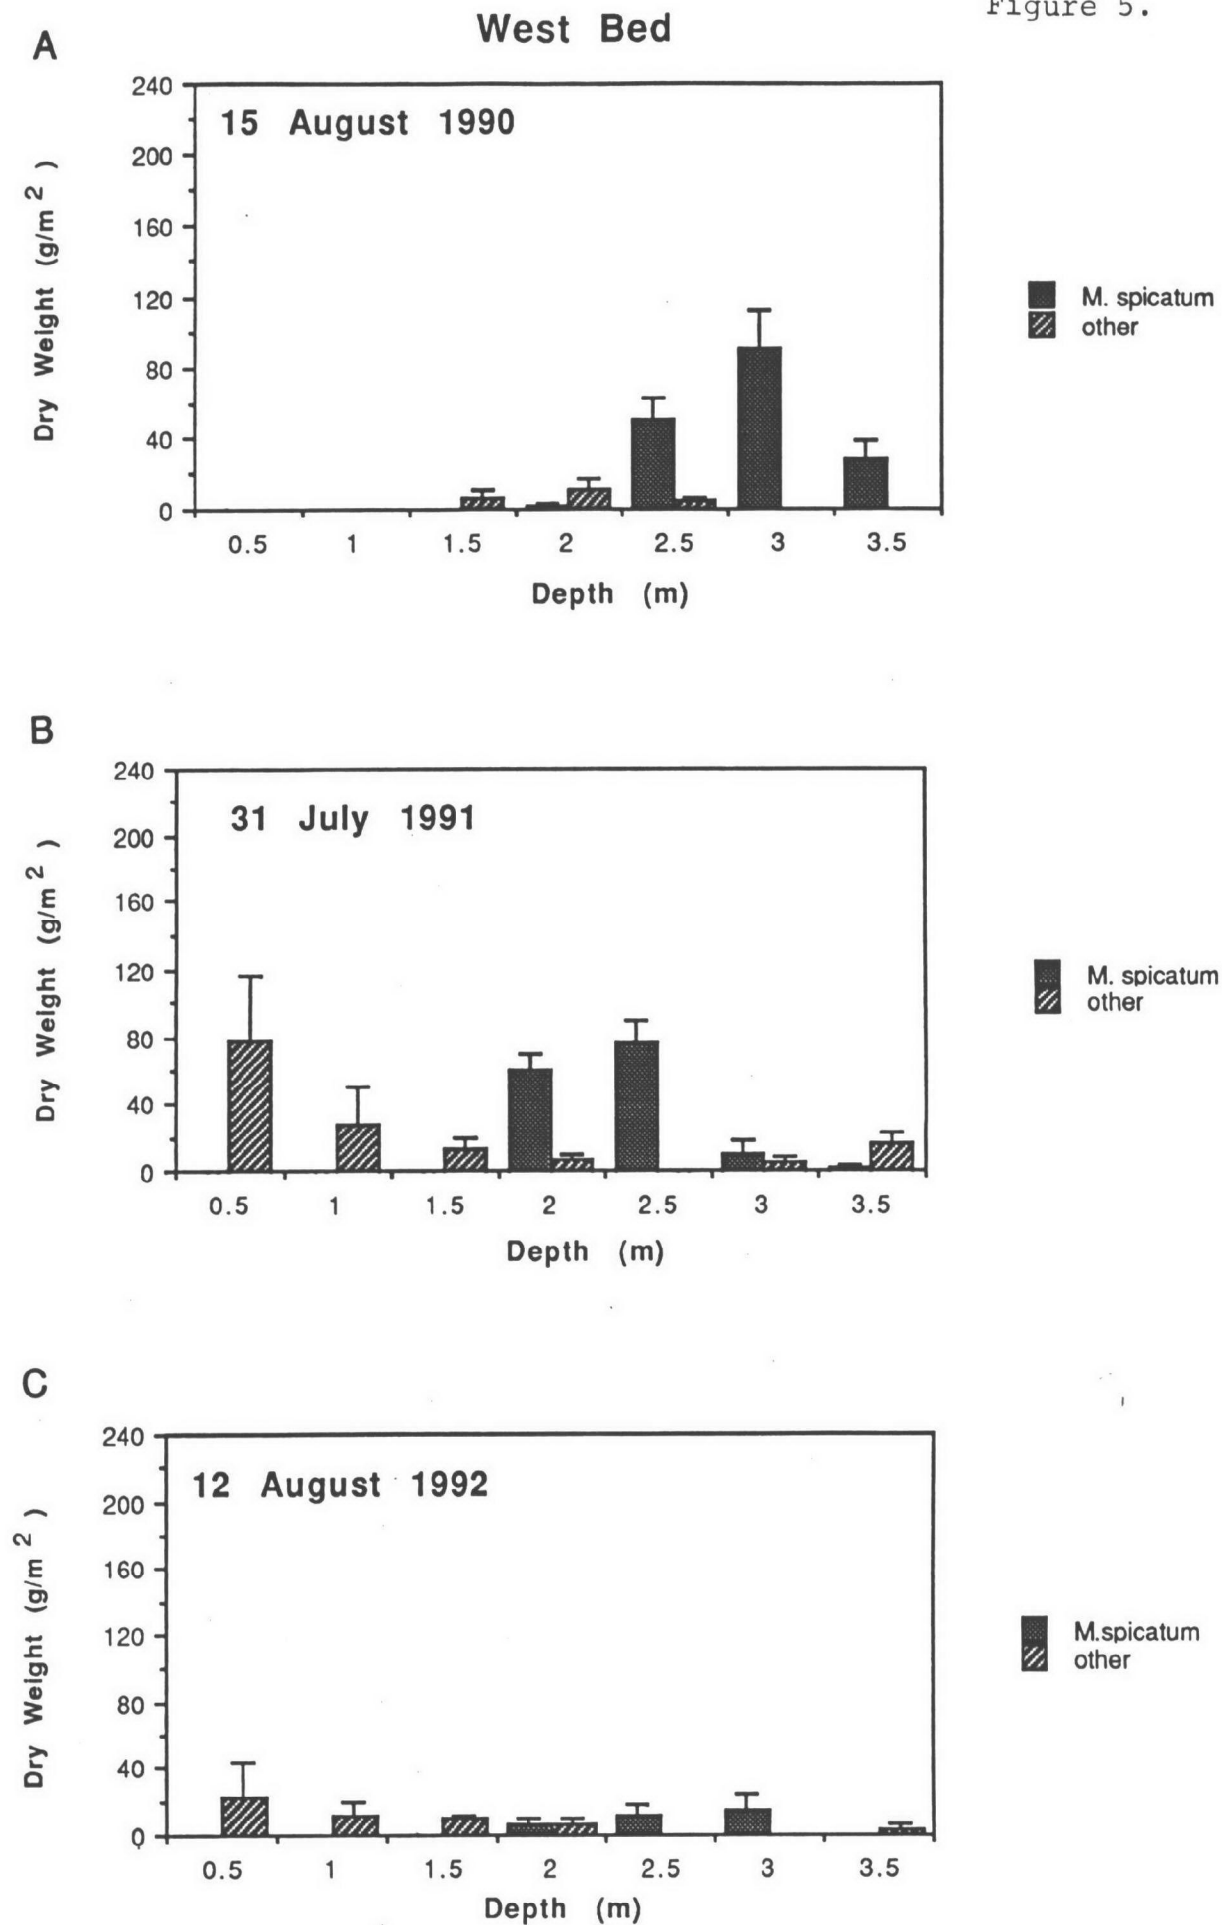 Figure 5.
West Bed
A
15 August 1990
240
200
160
120
80
40
0
Dry Weight (g/m2)
0.5 1 1.5 2 2.5 3 3.5
Depth (m)
M. spicatum
other
B
31 July 1991
240
200
160
120
80
40
0
Dry Weight (g/m2)
0.5 1 1.5 2 2.5 3 3.5
Depth (m)
M. spicatum
other
C
12 August 1992
240
200
160
120
80
40
0
Dry Weight (g/m2)
0.5 1 1.5 2 2.5 3 3.5
Depth (m)
M.spicatum
other